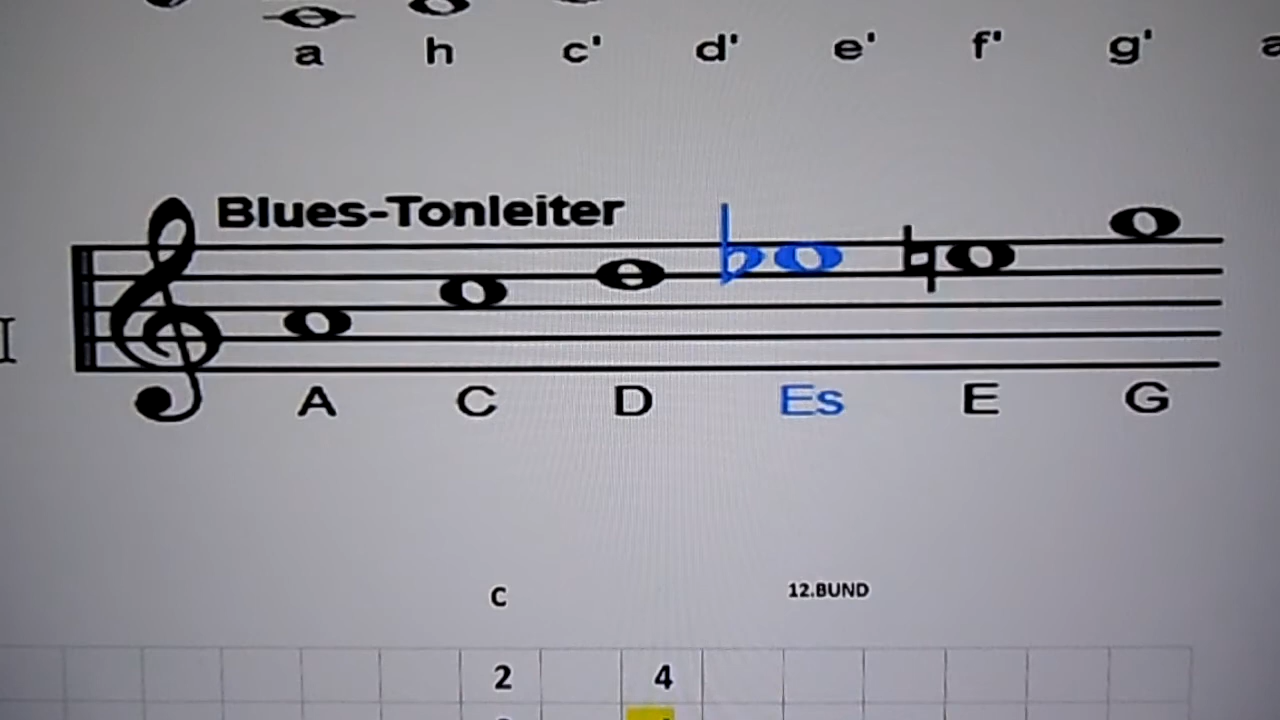 a h c' d' e' f' g'
Blues-Tonleiter
A C D Es E G
C 12.BUND
2 4